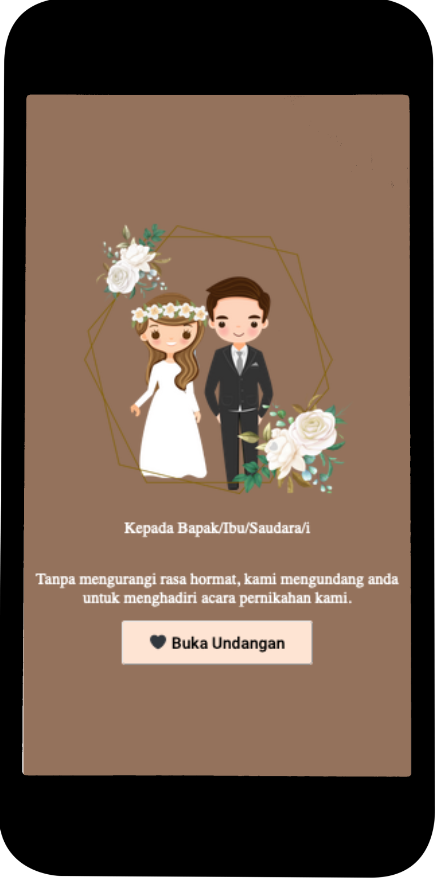 Kepada Bapak/Ibu/Saudara/i
Tanpa mengurangi rasa hormat, kami mengundang anda
untuk menghadiri acara pernikahan kami.
🖤 Buka Undangan